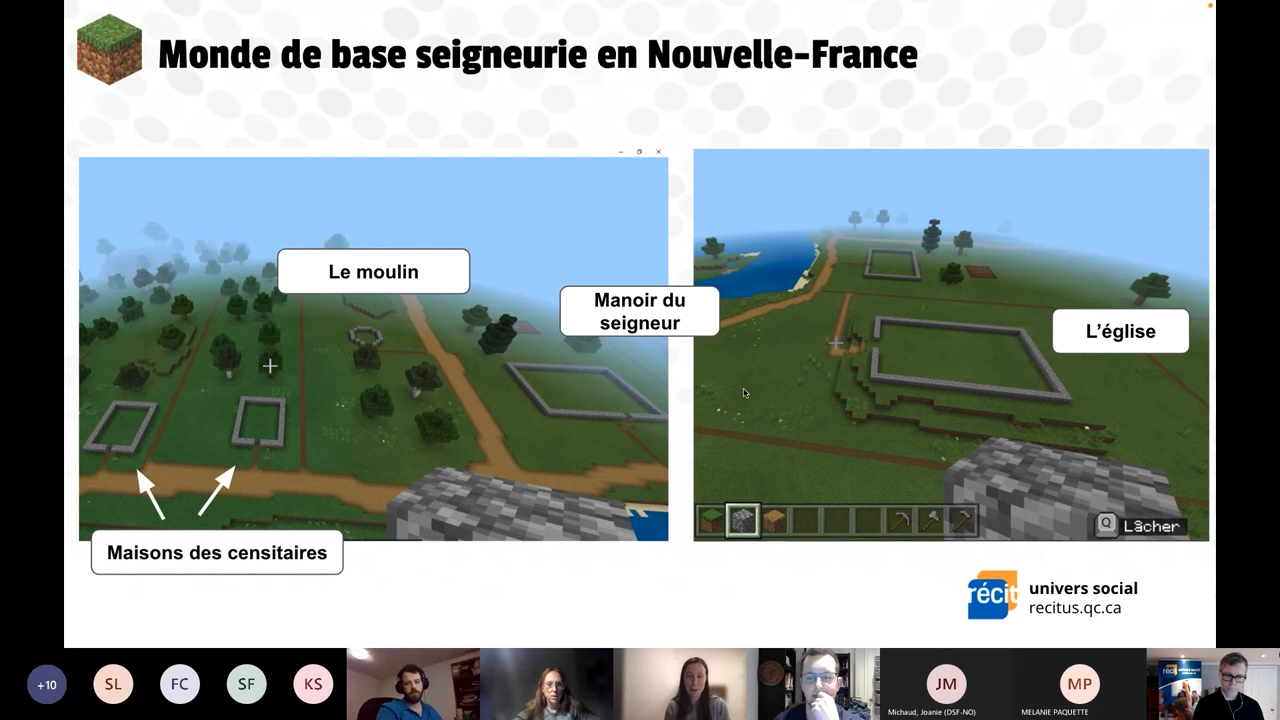 Monde de base seigneurie en Nouvelle-France
Le moulin
Manoir du
seigneur
L'église
Maisons des censitaires
Q Lâcher
récit
univers social
recitus.qc.ca
+10
SL
FC
SF
KS
JM
Michaud, Joanie (DSF-NO)
MP
MELANIE PAQUETTE